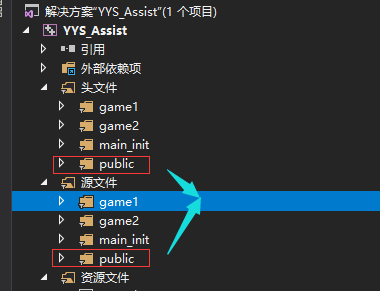 解决方案"YYS_Assist"(1 个项目)
YYS_Assist
引用
外部依赖项
头文件
game1
game2
main_init
public
源文件
game1
game2
main_init
public
资源文件